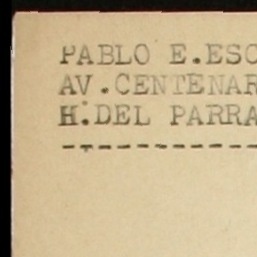 PABLO E.ESC
AV.CENTENAR
H.DEL PARRA
-----------